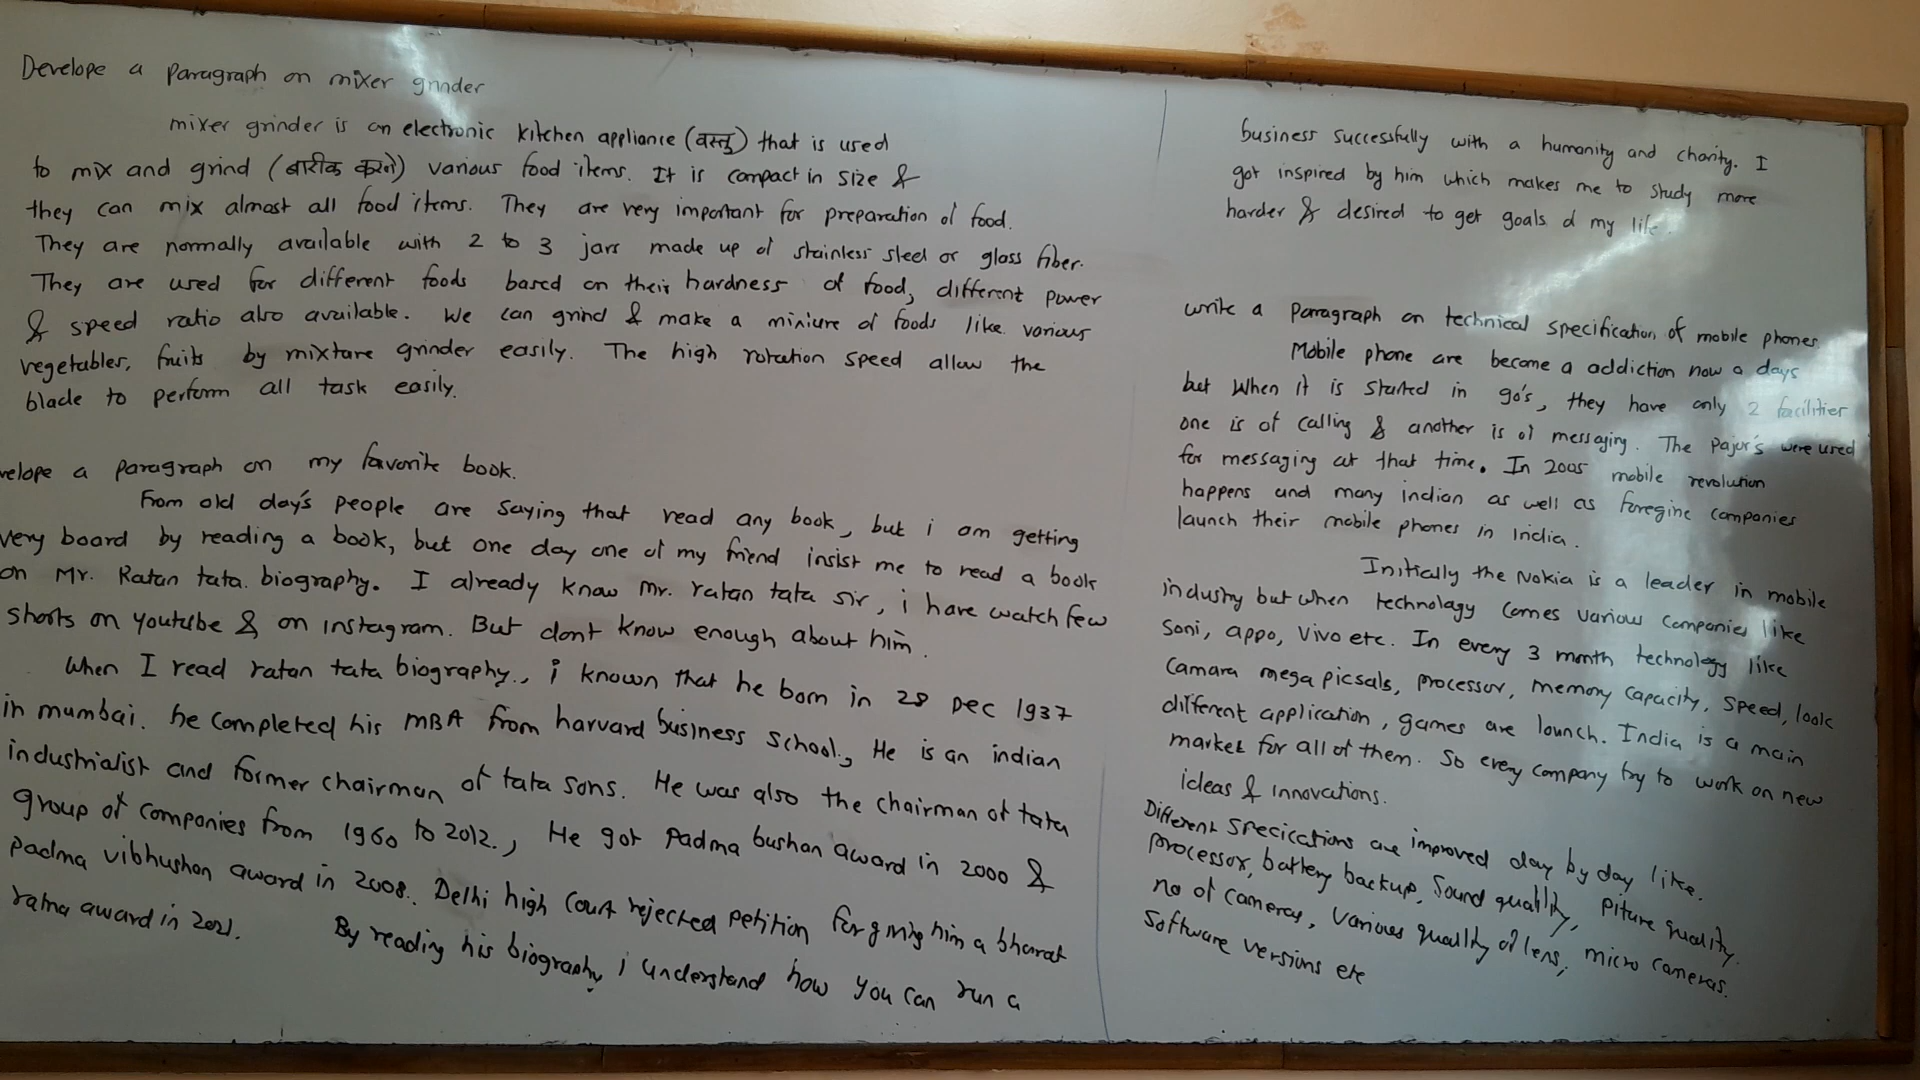 Develope a paragraph on mixer grinder
mixer grinder is an electronic kitchen appliance (वस्तू) that is used
to mix and grind (बारीक करने) various food items. It is compact in size &
they can mix almost all food items. They are very important for preparation of food.
They are normally available with 2 to 3 jars made up of stainless steel or glass fiber.
They are used for different foods based on their hardness of food, different power
& speed ratio also available. We can grind & make a mixiure of foods like various
vegetables, fruits by mixture grinder easily. The high rotation speed allow the
blade to perform all task easily.
velope a paragraph on my favorite book.
From old day's people are saying that read any book, but i am getting
very board by reading a book, but one day one of my friend insist me to read a book
on Mr. Ratan tata. biography. I already know Mr. ratan tata sir, i have watch few
shorts on youtube & on instagram. But dont know enough about him.
When I read ratan tata biography., i known that he born in 28 Dec 1937
in mumbai. he completed his MBA from harvard business school., He is an indian
industrialist and former chairman of tata sons. He was also the chairman of tata
group of companies from 1960 to 2012., He got Padma bushan award in 2000 &
Padma vibhushan award in 2008.. Delhi high Court rejected petition for giving him a bharat
ratna award in 2021.
By reading his biography i understand how you can run a
business successfully with a humanity and charity. I
got inspired by him which makes me to study more
harder & desired to get goals of my life.
write a paragraph on technical specification of mobile phones.
Mobile phone are become a addiction now a days
but When it is started in 90's, they have only 2 facilities
one is of calling & another is of messaging. The Pajur's were used
for messaging at that time. In 2005 mobile revolution
happens and many indian as well as foregine companies
launch their mobile phones in India.
Initially the Nokia is a leader in mobile
industry but when technology comes various companies like
Soni, appo, Vivo etc. In every 3 month technology like
Camara mega picsals, processor, memory capacity, speed, look
different application, games are lounch. India is a main
market for all of them. So every company try to work on new
ideas & innovations.
Different specications are improved day by day like.
processor, battery backup, Sound quality, Piture quality.
no of cameras, various quality of lens, micro cameras.
Software versions etc